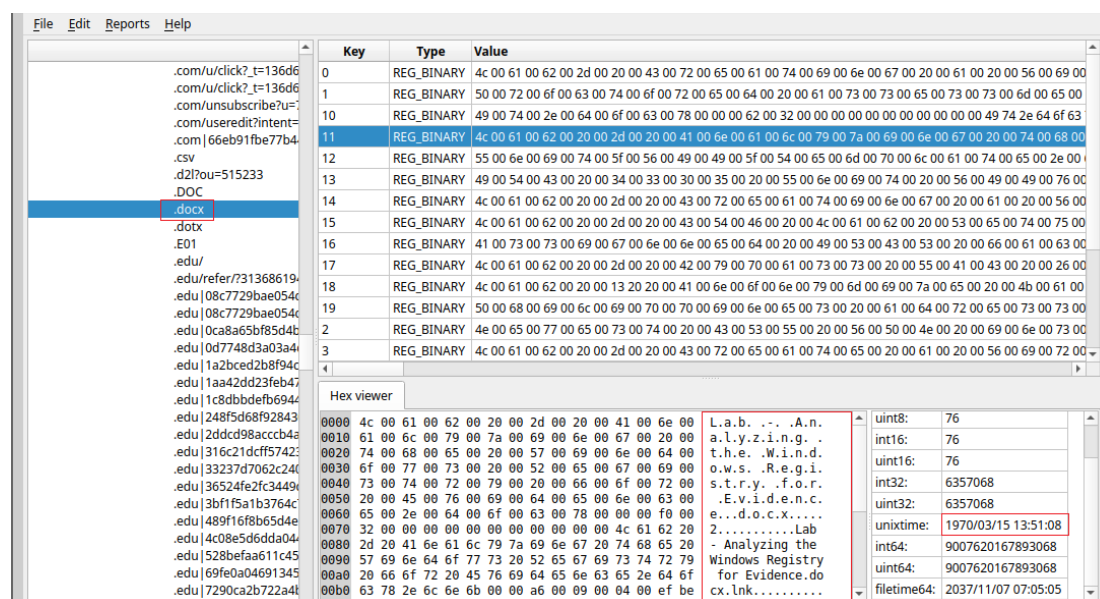 File Edit Reports Help
.com/u/click?_t=136d6
.com/u/click?_t=136d6
.com/unsubscribe?u=
.com/useredit?intent=
.com|66eb91fbe77b4
.csv
.d2l?ou=515233
.DOC
.docx
.dotx
.E01
.edu/
.edu/refer/?313686194
.edu|08c7729bae054c
.edu|08c7729bae054c
.edu|0ca8a65bf85d4b
.edu|0d7748d3a03a4
.edu|1a2bced2b8f94c
.edu|1aa42dd23feb47
.edu|1c8dbbdefb6944
.edu|248f5d68f92843
.edu|2ddcd98acccb4a
.edu|316c21dcff5742
.edu|33237d7062c240
.edu|36524fe2fc3449
.edu|3bf1f5a1b3764c
.edu|489f16f8b65d4e
.edu|4c08e5d6dda04
.edu|528befaa611c45
.edu|69fe0a04691345
.edu|7290ca2b722a4
Key Type Value
0 REG_BINARY 4c 00 61 00 62 00 2d 00 20 00 43 00 72 00 65 00 61 00 74 00 69 00 6e 00 67 00 20 00 61 00 20 00 56 00 69 00
1 REG_BINARY 50 00 72 00 6f 00 63 00 74 00 6f 00 72 00 65 00 64 00 20 00 61 00 73 00 73 00 65 00 73 00 73 00 6d 00 65 00
10 REG_BINARY 49 00 74 00 2e 00 64 00 6f 00 63 00 78 00 00 00 62 00 32 00 00 00 00 00 00 00 00 00 00 00 49 74 2e 64 6f 63
11 REG_BINARY 4c 00 61 00 62 00 20 00 2d 00 20 00 41 00 6e 00 61 00 6c 00 79 00 7a 00 69 00 6e 00 67 00 20 00 74 00 68 00
12 REG_BINARY 55 00 6e 00 69 00 74 00 5f 00 56 00 49 00 49 00 5f 00 54 00 65 00 6d 00 70 00 6c 00 61 00 74 00 65 00 2e 00
13 REG_BINARY 49 00 54 00 43 00 20 00 34 00 33 00 30 00 35 00 20 00 55 00 6e 00 69 00 74 00 20 00 56 00 49 00 49 00 76 00
14 REG_BINARY 4c 00 61 00 62 00 20 00 2d 00 20 00 43 00 72 00 65 00 61 00 74 00 69 00 6e 00 67 00 20 00 61 00 20 00 56 00
15 REG_BINARY 4c 00 61 00 62 00 20 00 2d 00 20 00 43 00 54 00 46 00 20 00 4c 00 61 00 62 00 20 00 53 00 65 00 74 00 75 00
16 REG_BINARY 41 00 73 00 73 00 69 00 67 00 6e 00 6e 00 65 00 64 00 20 00 49 00 53 00 43 00 53 00 20 00 66 00 61 00 63 00
17 REG_BINARY 4c 00 61 00 62 00 20 00 2d 00 20 00 42 00 79 00 70 00 61 00 73 00 73 00 20 00 55 00 41 00 43 00 20 00 26 00
18 REG_BINARY 4c 00 61 00 62 00 20 00 13 20 20 00 41 00 6e 00 6f 00 6e 00 79 00 6d 00 69 00 7a 00 65 00 20 00 4b 00 61 00
19 REG_BINARY 50 00 68 00 69 00 6c 00 69 00 70 00 70 00 69 00 6e 00 65 00 73 00 20 00 61 00 64 00 72 00 65 00 73 00 73 00
2 REG_BINARY 4e 00 65 00 77 00 65 00 73 00 74 00 20 00 43 00 53 00 55 00 20 00 56 00 50 00 4e 00 20 00 69 00 6e 00 73 00
3 REG_BINARY 4c 00 61 00 62 00 20 00 2d 00 20 00 43 00 72 00 65 00 61 00 74 00 65 00 20 00 61 00 20 00 56 00 69 00 72 00
Hex viewer
0000 4c 00 61 00 62 00 20 00 2d 00 20 00 41 00 6e 00 L.a.b. .-. .A.n.
0010 61 00 6c 00 79 00 7a 00 69 00 6e 00 67 00 20 00 a.l.y.z.i.n.g. .
0020 74 00 68 00 65 00 20 00 57 00 69 00 6e 00 64 00 t.h.e. .W.i.n.d.
0030 6f 00 77 00 73 00 20 00 52 00 65 00 67 00 69 00 o.w.s. .R.e.g.i.
0040 73 00 74 00 72 00 79 00 20 00 66 00 6f 00 72 00 s.t.r.y. .f.o.r.
0050 20 00 45 00 76 00 69 00 64 00 65 00 6e 00 63 00 .E.v.i.d.e.n.c.
0060 65 00 2e 00 64 00 6f 00 63 00 78 00 00 00 aa 00 e...d.o.c.x.....
0070 32 00 00 00 00 00 00 00 00 00 00 00 4c 61 62 20 2...........Lab
0080 2d 20 41 6e 61 6c 79 7a 69 6e 67 20 74 68 65 20 - Analyzing the
0090 57 69 6e 64 6f 77 73 20 52 65 67 69 73 74 72 79 Windows Registry
00a0 20 66 6f 72 20 45 76 69 64 65 6e 63 65 2e 64 6f for Evidence.do
00b0 63 78 2e 6c 6e 6b 00 00 a6 00 09 00 04 00 ef be cx.lnk..........
uint8: 76
int16: 76
uint16: 76
int32: 6357068
uint32: 6357068
unixtime: 1970/03/15 13:51:08
int64: 9007620167893068
uint64: 9007620167893068
filetime64: 2037/11/07 07:05:05